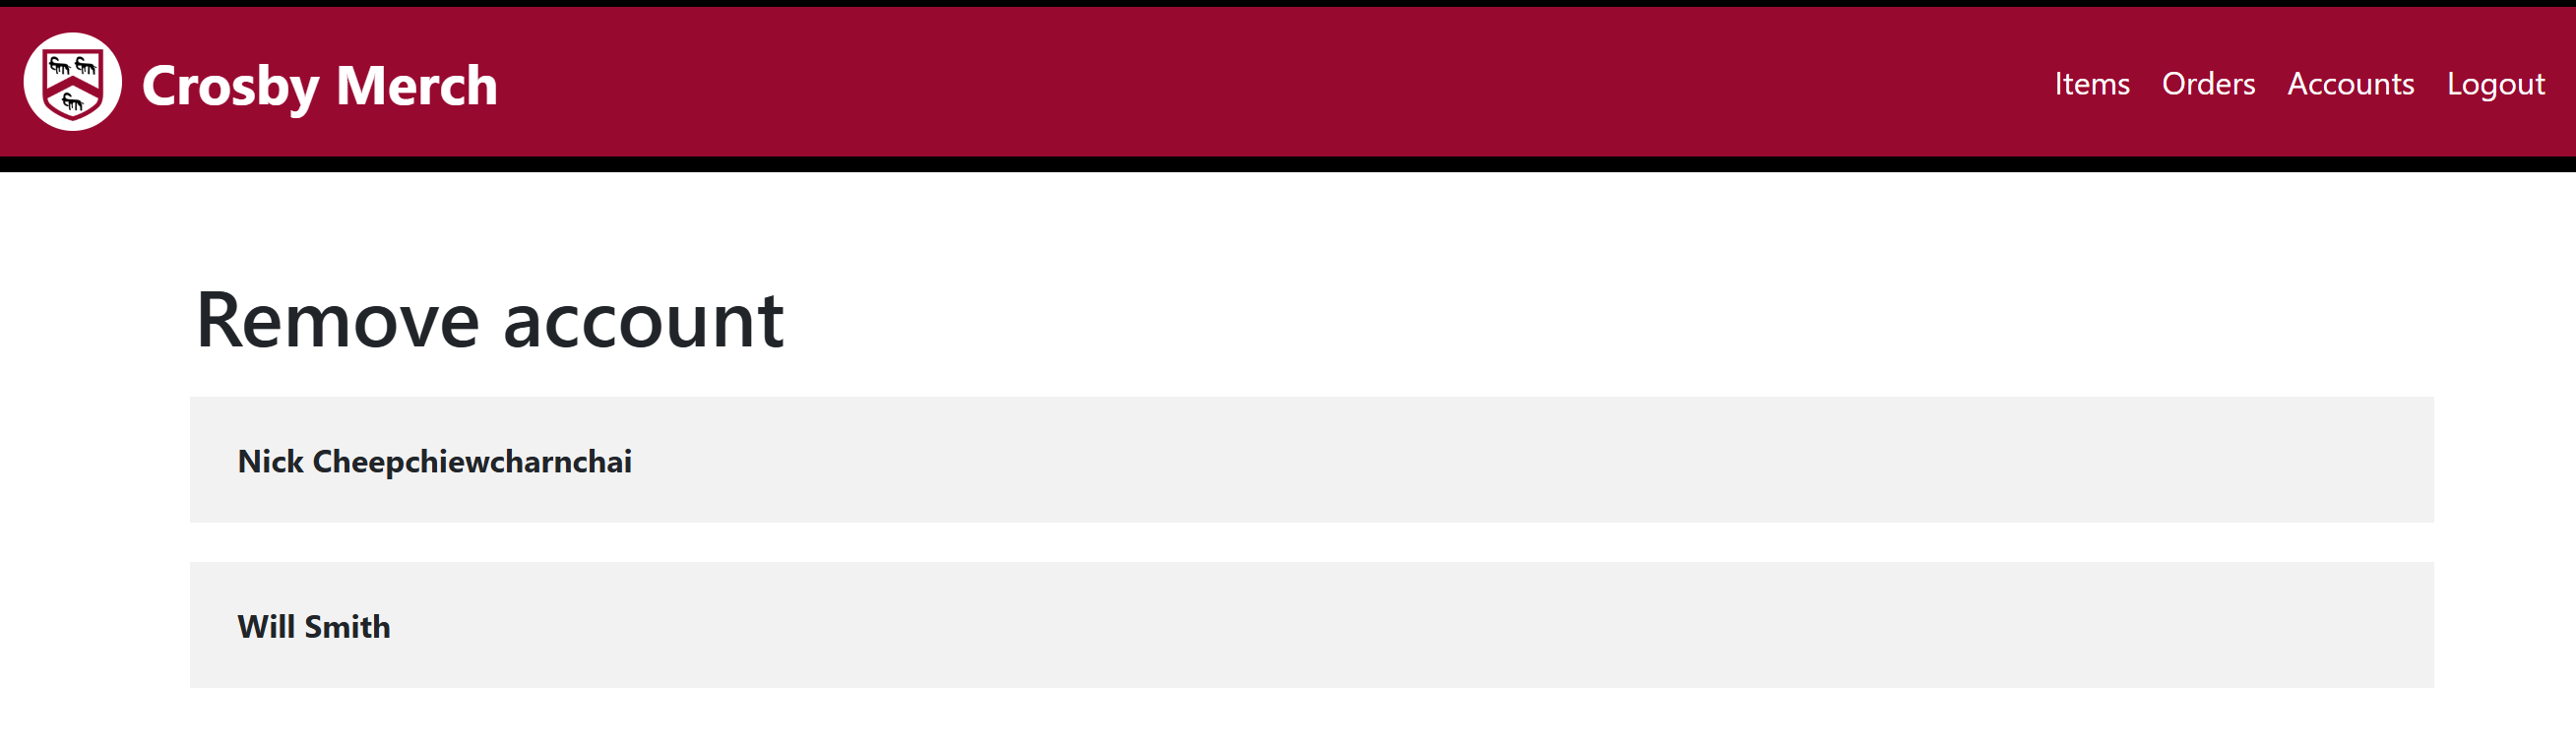 Crosby Merch
Items Orders Accounts Logout
Remove account
Nick Cheepchiewcharnchai
Will Smith